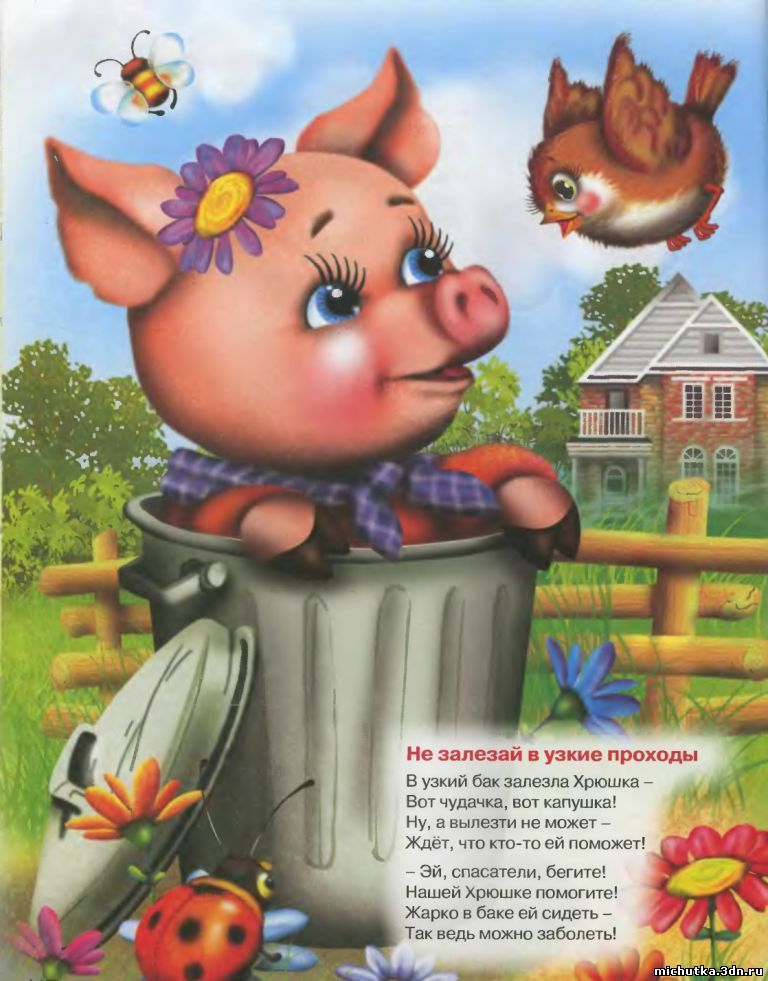 Не залезай в узкие проходы
В узкий бак залезла Хрюшка –
Вот чудачка, вот капушка!
Ну, а вылезти не может –
Ждёт, что кто-то ей поможет!
– Эй, спасатели, бегите!
Нашей Хрюшке помогите!
Жарко в баке ей сидеть –
Так ведь можно заболеть!
michutka.3dn.ru